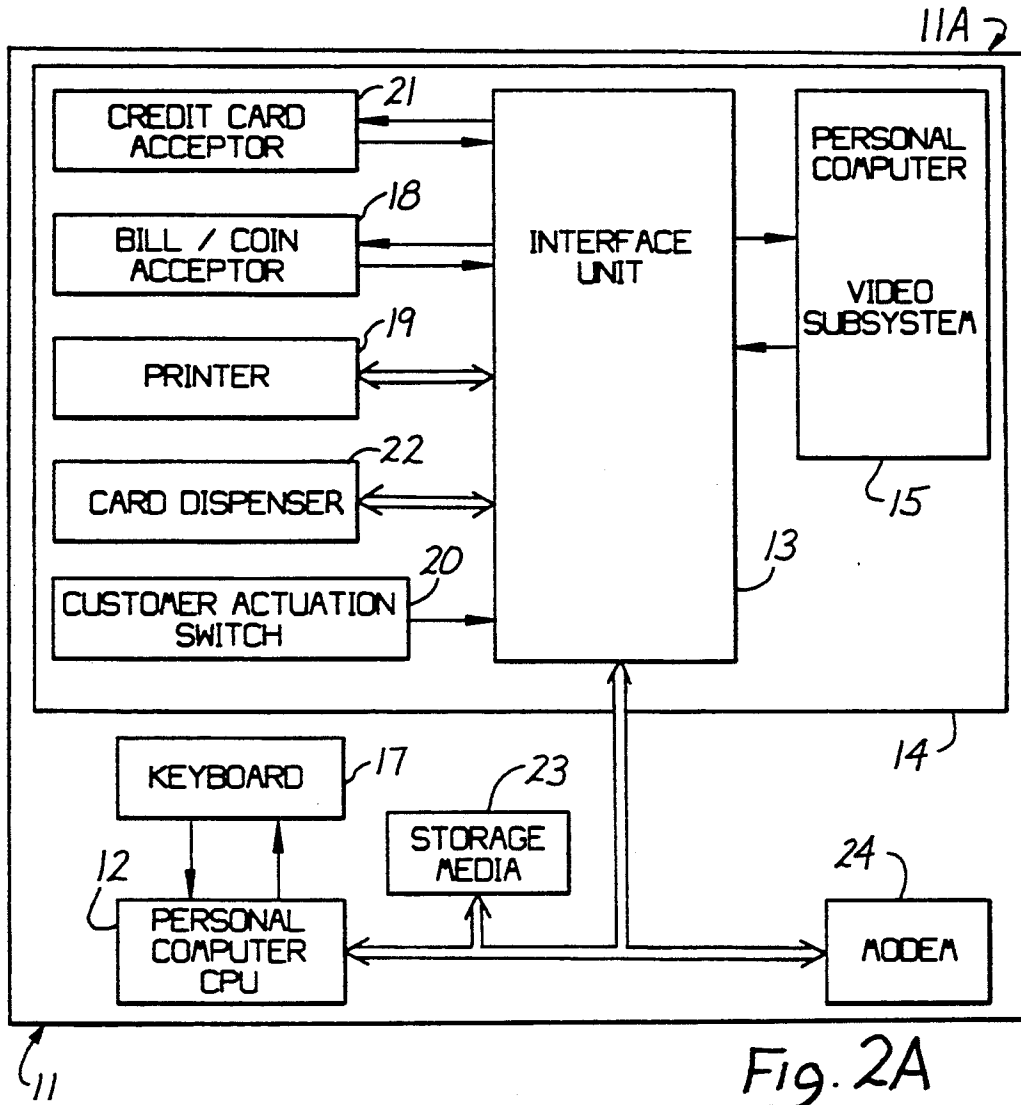 11A
21
CREDIT CARD
ACCEPTOR
18
BILL / COIN
ACCEPTOR
19
PRINTER
22
CARD DISPENSER
20
CUSTOMER ACTUATION
SWITCH
INTERFACE
UNIT
13
PERSONAL
COMPUTER
VIDEO
SUBSYSTEM
15
14
KEYBOARD
17
23
STORAGE
MEDIA
12
PERSONAL
COMPUTER
CPU
24
MODEM
11
Fig. 2A